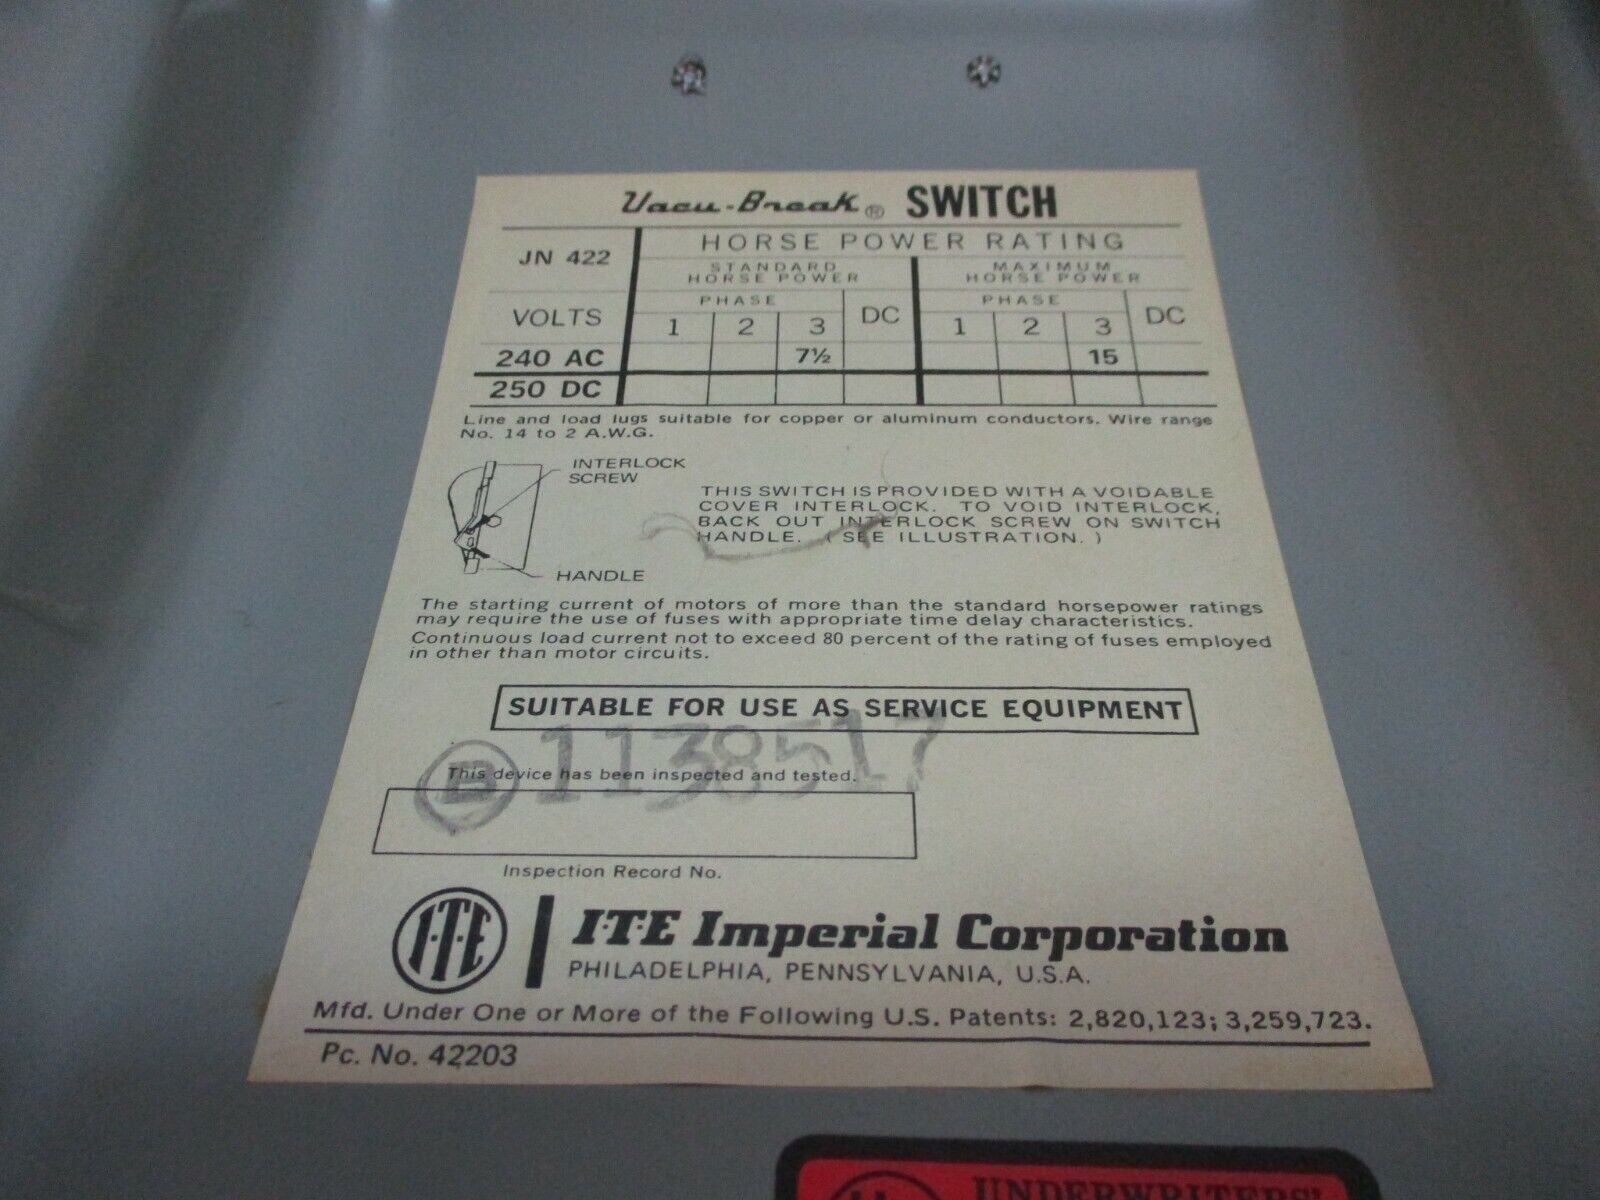 Vacu-Break® SWITCH
JN 422
HORSE POWER RATING
STANDARD HORSE POWER
MAXIMUM HORSE POWER
VOLTS
PHASE
DC
PHASE
DC
1 2 3
1 2 3
240 AC 7½ 15
250 DC
Line and load lugs suitable for copper or aluminum conductors. Wire range
No. 14 to 2 A.W.G.
INTERLOCK
SCREW
THIS SWITCH IS PROVIDED WITH A VOIDABLE
COVER INTERLOCK. TO VOID INTERLOCK,
BACK OUT INTERLOCK SCREW ON SWITCH
HANDLE. (SEE ILLUSTRATION.)
HANDLE
The starting current of motors of more than the standard horsepower ratings
may require the use of fuses with appropriate time delay characteristics.
Continuous load current not to exceed 80 percent of the rating of fuses employed
in other than motor circuits.
SUITABLE FOR USE AS SERVICE EQUIPMENT
B 1138517
This device has been inspected and tested.
Inspection Record No.
I-T-E
I-T-E Imperial Corporation
PHILADELPHIA, PENNSYLVANIA, U.S.A.
Mfd. Under One or More of the Following U.S. Patents: 2,820,123; 3,259,723.
Pc. No. 42203
UNDERWRITERS'